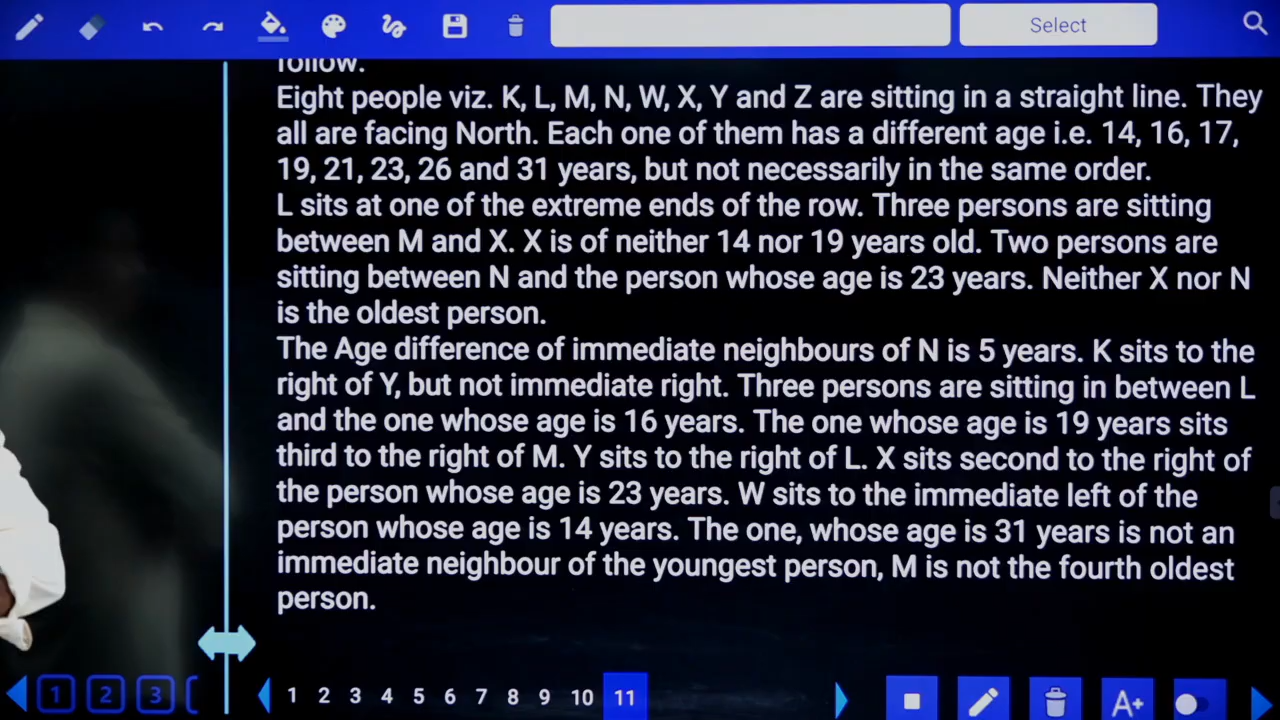 Select
follow.
Eight people viz. K, L, M, N, W, X, Y and Z are sitting in a straight line. They
all are facing North. Each one of them has a different age i.e. 14, 16, 17,
19, 21, 23, 26 and 31 years, but not necessarily in the same order.
L sits at one of the extreme ends of the row. Three persons are sitting
between M and X. X is of neither 14 nor 19 years old. Two persons are
sitting between N and the person whose age is 23 years. Neither X nor N
is the oldest person.
The Age difference of immediate neighbours of N is 5 years. K sits to the
right of Y, but not immediate right. Three persons are sitting in between L
and the one whose age is 16 years. The one whose age is 19 years sits
third to the right of M. Y sits to the right of L. X sits second to the right of
the person whose age is 23 years. W sits to the immediate left of the
person whose age is 14 years. The one, whose age is 31 years is not an
immediate neighbour of the youngest person, M is not the fourth oldest
person.
1 2 3 1 2 3 4 5 6 7 8 9 10 11 A+